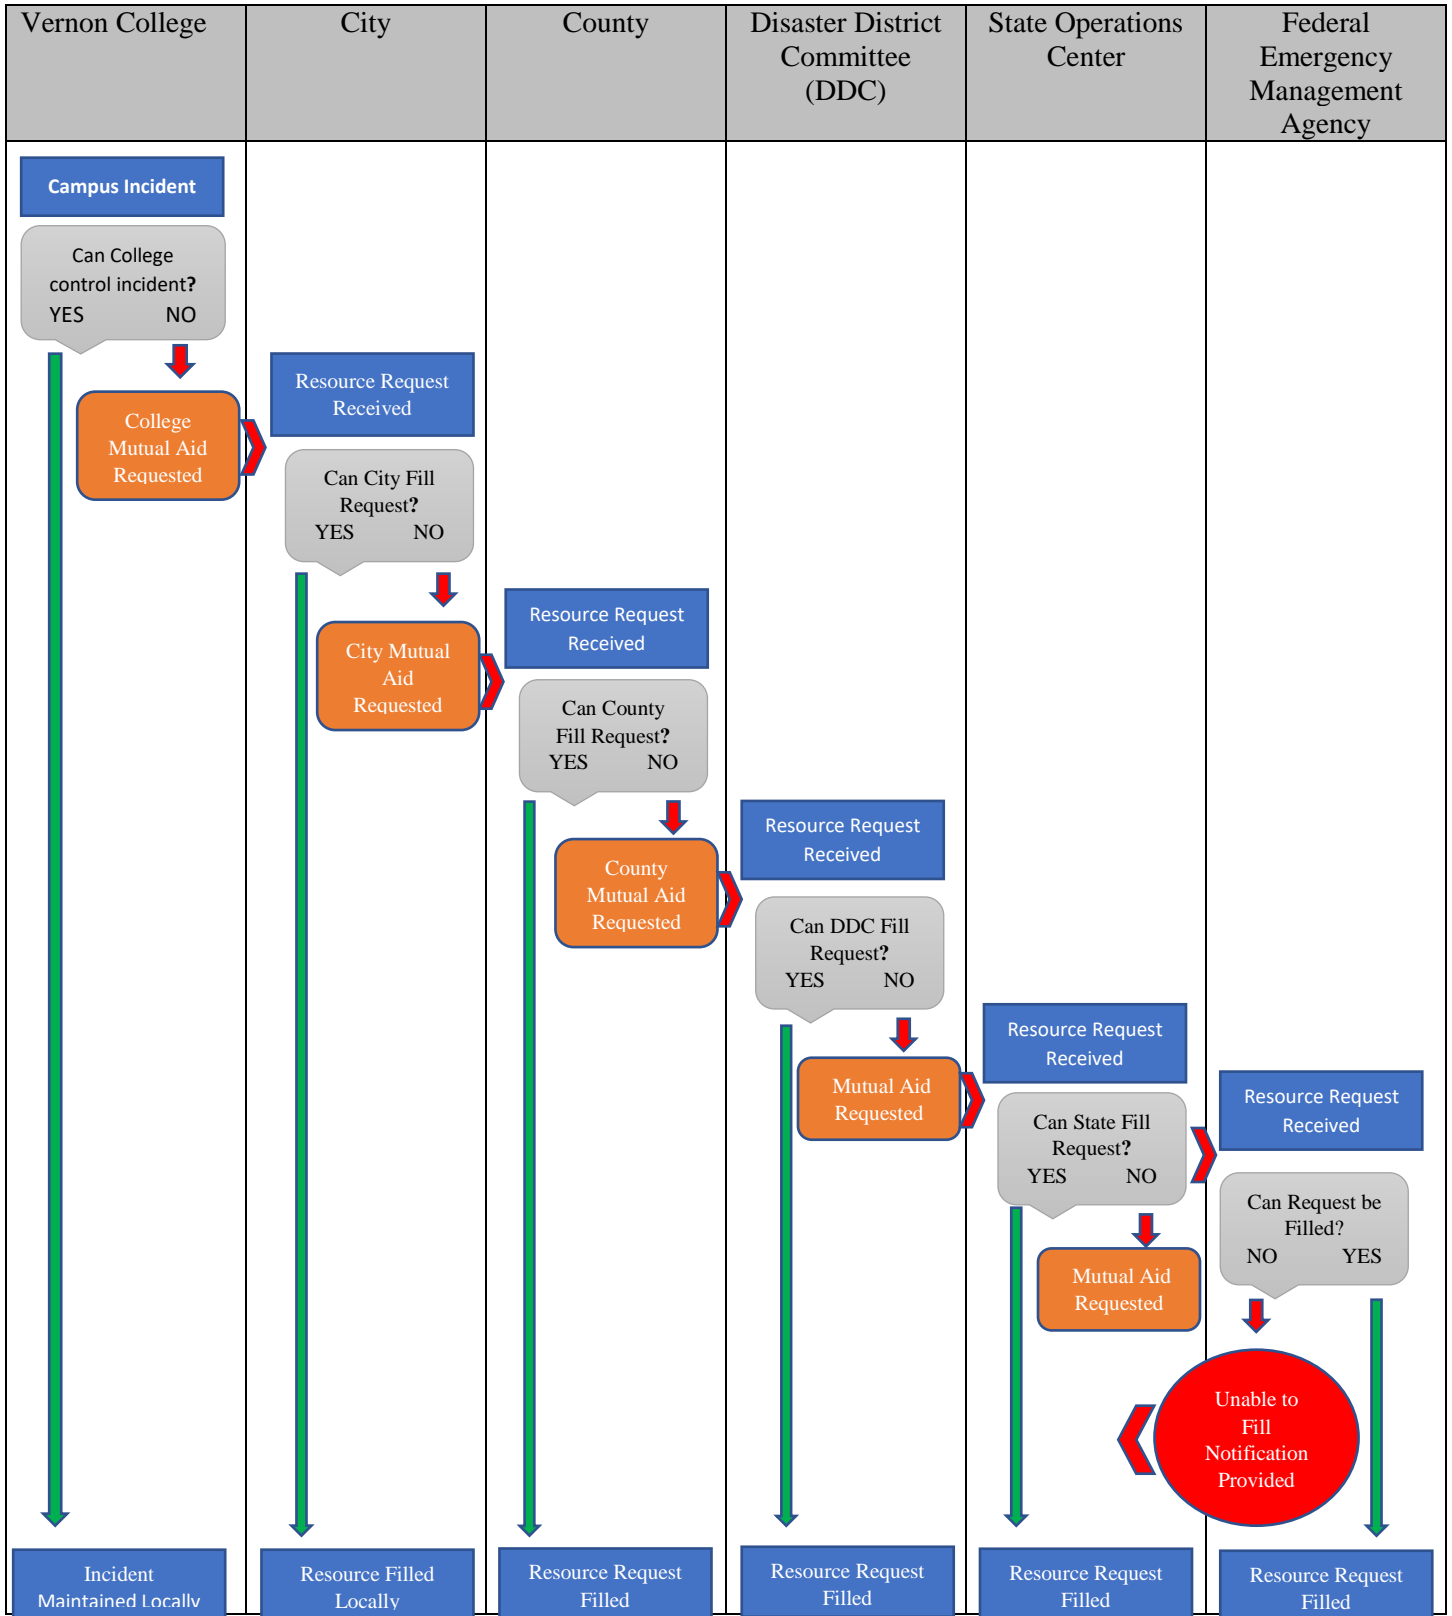 Vernon College
City
County
Disaster District
Committee
(DDC)
State Operations
Center
Federal
Emergency
Management
Agency
Campus Incident
Can College
control incident?
YES NO
College
Mutual Aid
Requested
Resource Request
Received
Can City Fill
Request?
YES NO
City Mutual
Aid
Requested
Resource Request
Received
Can County
Fill Request?
YES NO
County
Mutual Aid
Requested
Resource Request
Received
Can DDC Fill
Request?
YES NO
Mutual Aid
Requested
Resource Request
Received
Can State Fill
Request?
YES NO
Mutual Aid
Requested
Resource Request
Received
Can Request be
Filled?
NO YES
Unable to
Fill
Notification
Provided
Incident
Maintained Locally
Resource Filled
Locally
Resource Request
Filled
Resource Request
Filled
Resource Request
Filled
Resource Request
Filled